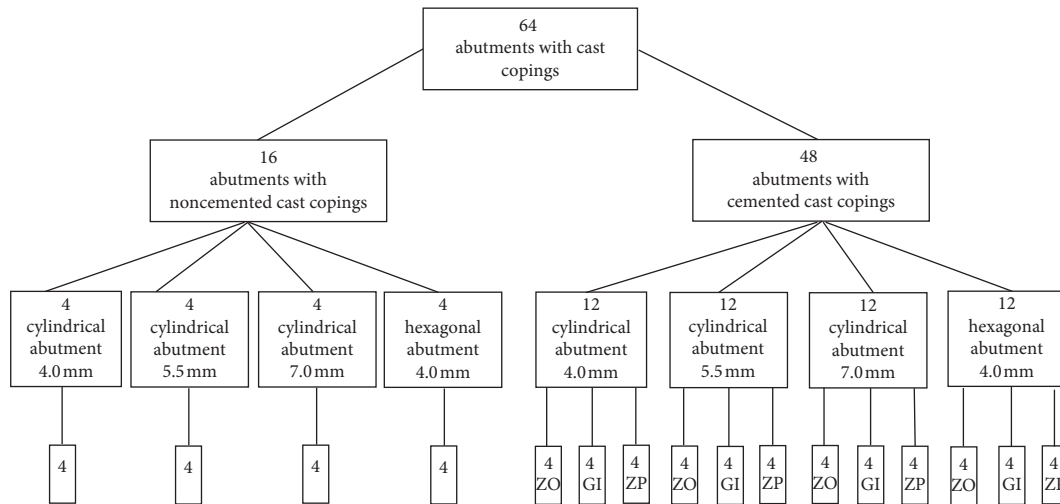 64
abutments with cast
copings
16
abutments with
noncemented cast copings
48
abutments with
cemented cast copings
4
cylindrical
abutment
4.0 mm
4
cylindrical
abutment
5.5 mm
4
cylindrical
abutment
7.0 mm
4
hexagonal
abutment
4.0 mm
12
cylindrical
abutment
4.0 mm
12
cylindrical
abutment
5.5 mm
12
cylindrical
abutment
7.0 mm
12
hexagonal
abutment
4.0 mm
4
4
4
4
4
ZO
4
GI
4
ZP
4
ZO
4
GI
4
ZP
4
ZO
4
GI
4
ZP
4
ZO
4
GI
4